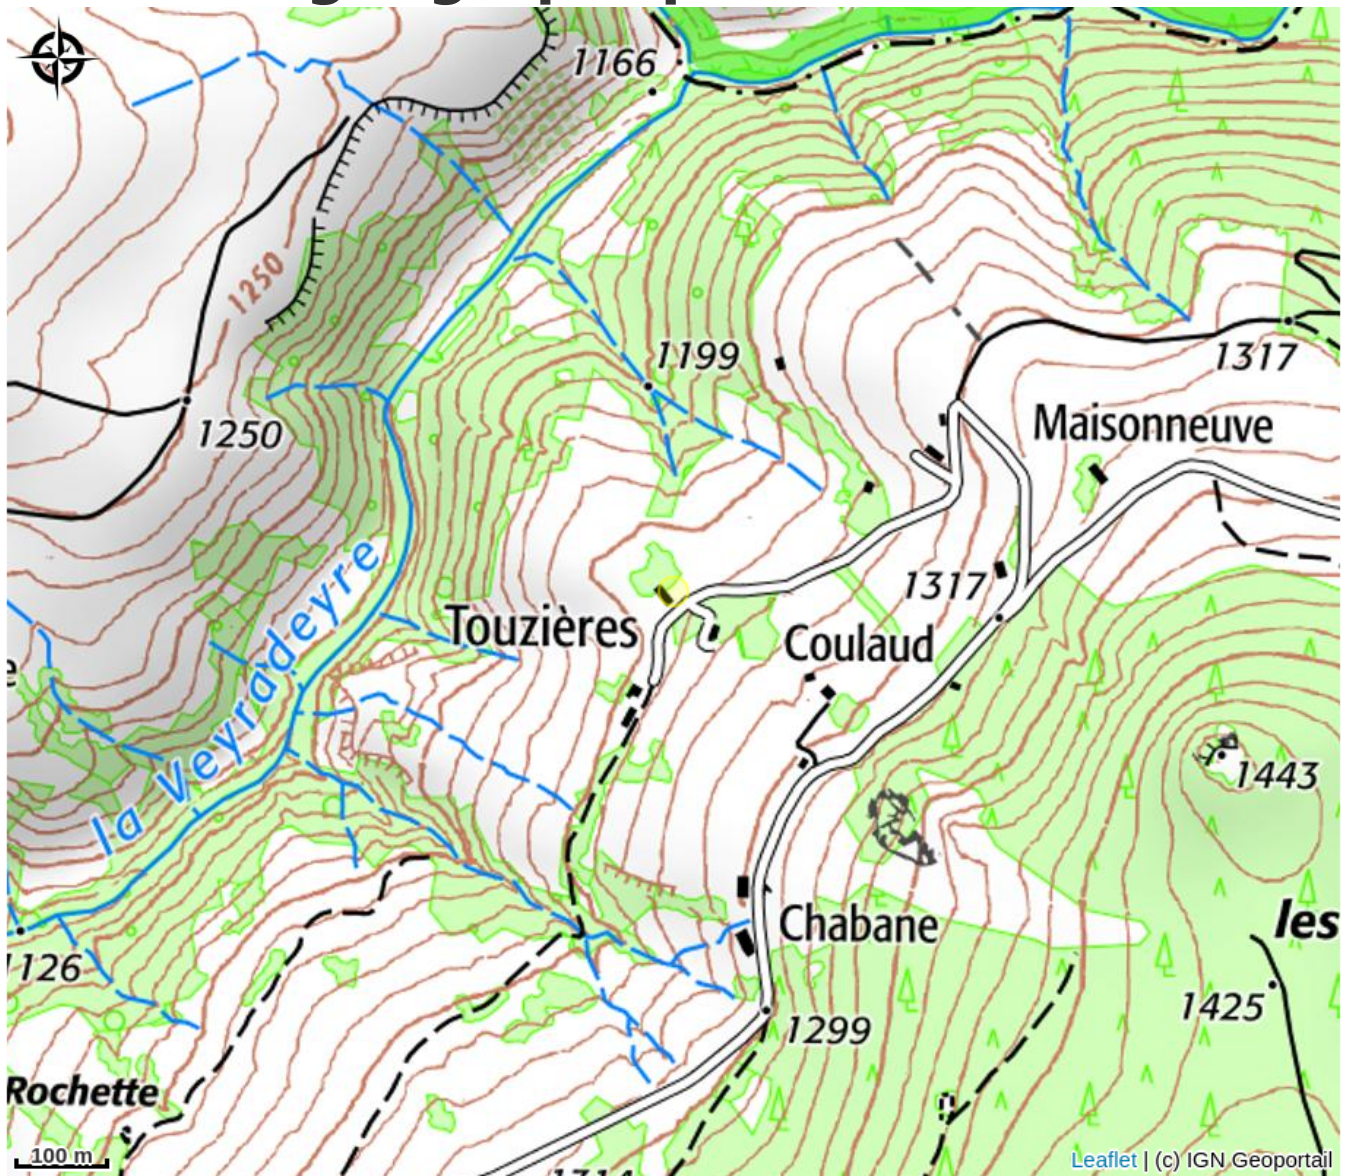 1166
1250
1199
1317
1250
Maisonneuve
la Veyradeyre
1317
Touzières
Coulaud
1443
Chabane
les
1126
1425
1299
Rochette
100 m
Leaflet | (c) IGN Geoportail